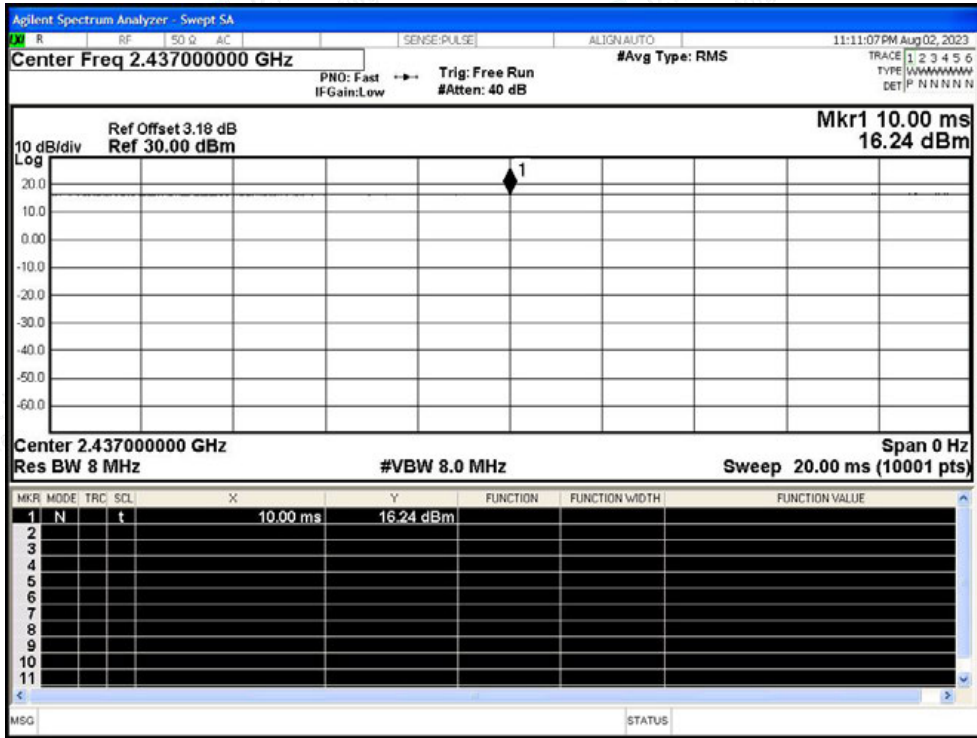 Agilent Spectrum Analyzer - Swept SA
LXI R RF 50 Ω AC SENSE:PULSE ALIGN AUTO 11:11:07 PM Aug 02, 2023
Center Freq 2.437000000 GHz #Avg Type: RMS TRACE 1 2 3 4 5 6
PNO: Fast Trig: Free Run TYPE WWWWWW
IFGain:Low #Atten: 40 dB DET P N N N N N
Mkr1 10.00 ms
Ref Offset 3.18 dB
10 dB/div Ref 30.00 dBm 16.24 dBm
Log
1
20.0
10.0
0.00
-10.0
-20.0
-30.0
-40.0
-50.0
-60.0
Center 2.437000000 GHz Span 0 Hz
Res BW 8 MHz #VBW 8.0 MHz Sweep 20.00 ms (10001 pts)
MKR MODE TRC SCL X Y FUNCTION FUNCTION WIDTH FUNCTION VALUE
1 N t 10.00 ms 16.24 dBm
2
3
4
5
6
7
8
9
10
11
MSG STATUS